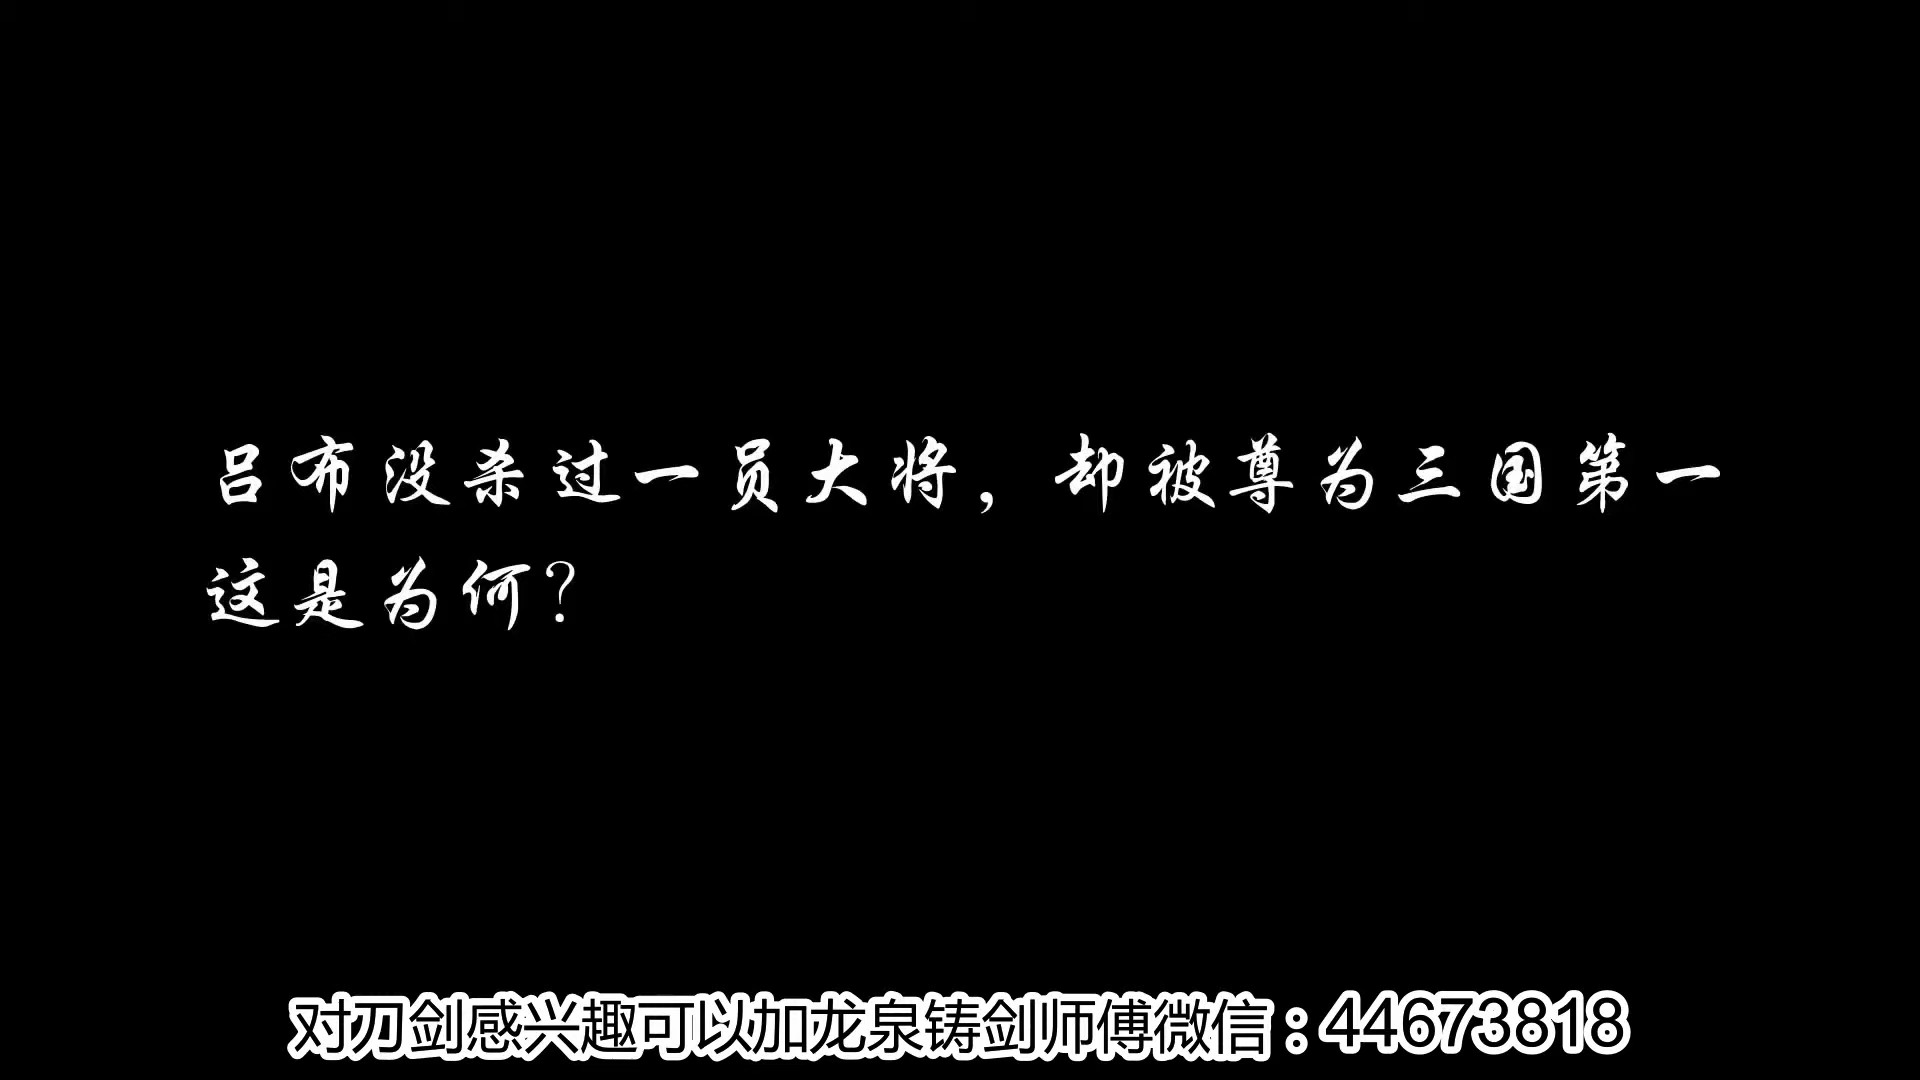 吕布没杀过一员大将，却被尊为三国第一
这是为何？
对刀剑感兴趣可以加龙泉铸剑师傅微信：44673818